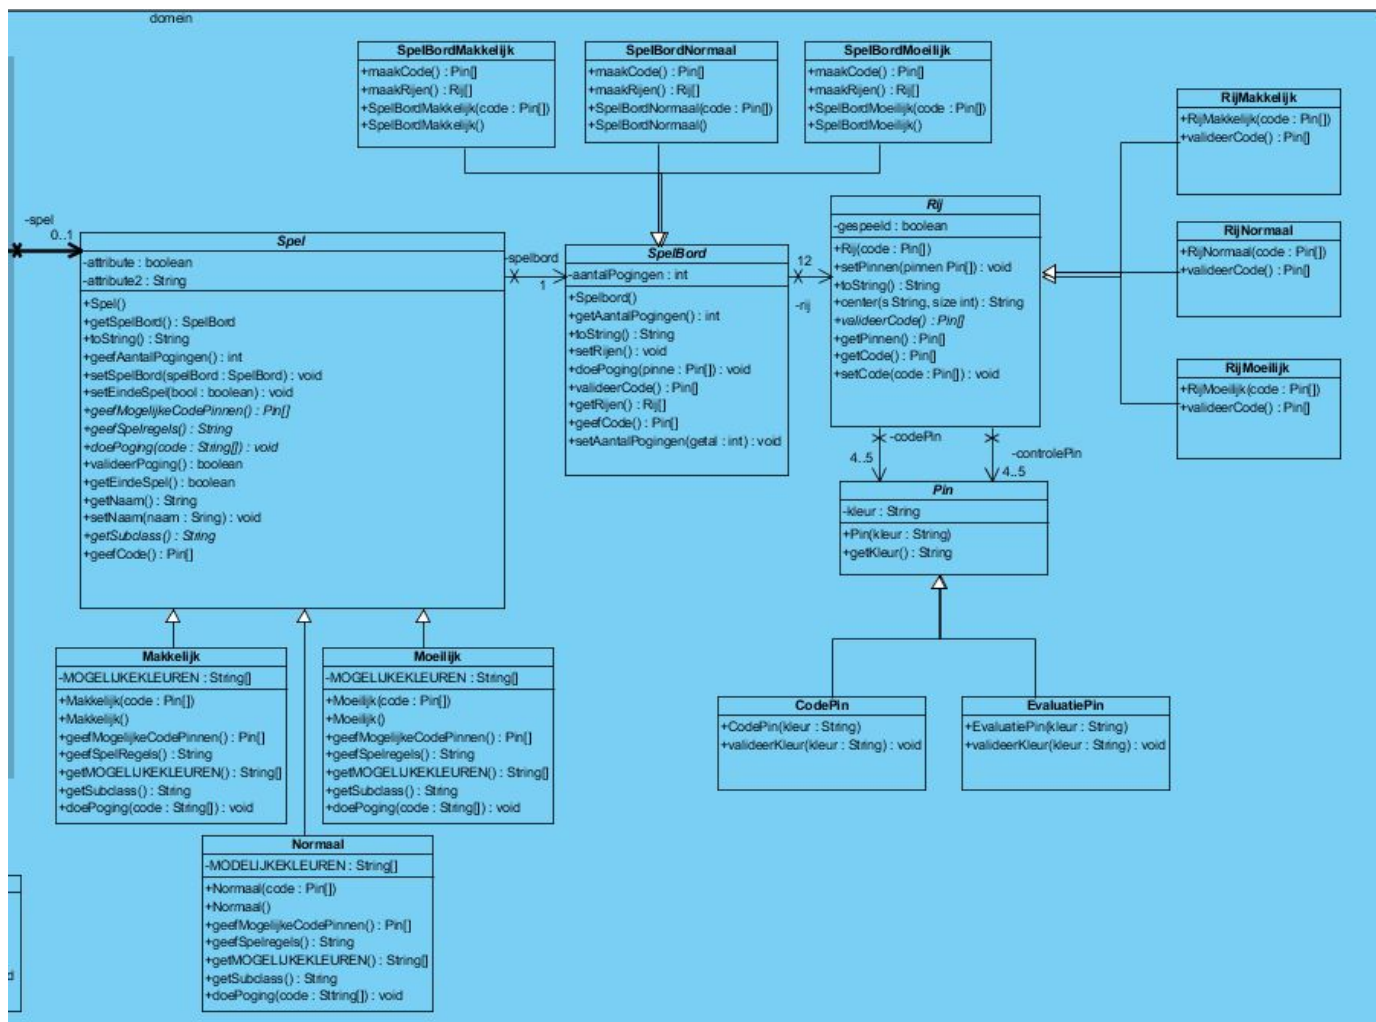 domein
SpelBordMakkelijk
+maakCode() : Pin[]
+maakRijen() : Rij[]
+SpelBordMakkelijk(code : Pin[])
+SpelBordMakkelijk()
SpelBordNormaal
+maakCode() : Pin[]
+maakRijen() : Rij[]
+SpelBordNormaal(code : Pin[])
+SpelBordNormaal()
SpelBordMoeilijk
+maakCode() : Pin[]
+maakRijen() : Rij[]
+SpelBordMoeilijk(code : Pin[])
+SpelBordMoeilijk()
RijMakkelijk
+RijMakkelijk(code : Pin[])
+valideerCode() : Pin[]
-spel
0..1
Spel
-attribute : boolean
-attribute2 : String
+Spel()
+getSpelBord() : SpelBord
+toString() : String
+geefAantalPogingen() : int
+setSpelBord(spelBord : SpelBord) : void
+setEindeSpel(bool : boolean) : void
+geefMogelijkeCodePinnen() : Pin[]
+geefSpelregels() : String
+doePoging(code : String[]) : void
+valideerPoging() : boolean
+getEindeSpel() : boolean
+getNaam() : String
+setNaam(naam : Sring) : void
+getSubclass() : String
+geefCode() : Pin[]
-spelbord
1
SpelBord
-aantalPogingen : int
+Spelbord()
+getAantalPogingen() : int
+toString() : String
+setRijen() : void
+doePoging(pinne : Pin[]) : void
+valideerCode() : Pin[]
+getRijen() : Rij[]
+geefCode() : Pin[]
+setAantalPogingen(getal : int) : void
12
-rij
Rij
-gespeeld : boolean
+Rij(code : Pin[])
+setPinnen(pinnen Pin[]) : void
+toString() : String
+center(s String, size int) : String
+valideerCode() : Pin[]
+getPinnen() : Pin[]
+getCode() : Pin[]
+setCode(code : Pin[]) : void
RijNormaal
+RijNormaal(code : Pin[])
+valideerCode() : Pin[]
RijMoeilijk
+RijMoeilijk(code : Pin[])
+valideerCode() : Pin[]
-codePin
4..5
-controlePin
4..5
Pin
-kleur : String
+Pin(kleur : String)
+getKleur() : String
Makkelijk
-MOGELIJKEKLEUREN : String[]
+Makkelijk(code : Pin[])
+Makkelijk()
+geefMogelijkeCodePinnen() : Pin[]
+geefSpelRegels() : String
+getMOGELIJKEKLEUREN() : String[]
+getSubclass() : String
+doePoging(code : String[]) : void
Moeilijk
-MOGELIJKEKLEUREN : String[]
+Moeilijk(code : Pin[])
+Moeilijk()
+geefMogelijkeCodePinnen() : Pin[]
+geefSpelregels() : String
+getMOGELIJKEKLEUREN() : String[]
+getSubclass() : String
+doePoging(code : String[]) : void
CodePin
+CodePin(kleur : String)
+valideerKleur(kleur : String) : void
EvaluatiePin
+EvaluatiePin(kleur : String)
+valideerKleur(kleur : String) : void
Normaal
-MODELIJKEKLEUREN : String[]
+Normaal(code : Pin[])
+Normaal()
+geefMogelijkeCodePinnen() : Pin[]
+geefSpelregels() : String
+getMOGELIJKEKLEUREN() : String[]
+getSubclass() : String
+doePoging(code : Sttring[]) : void